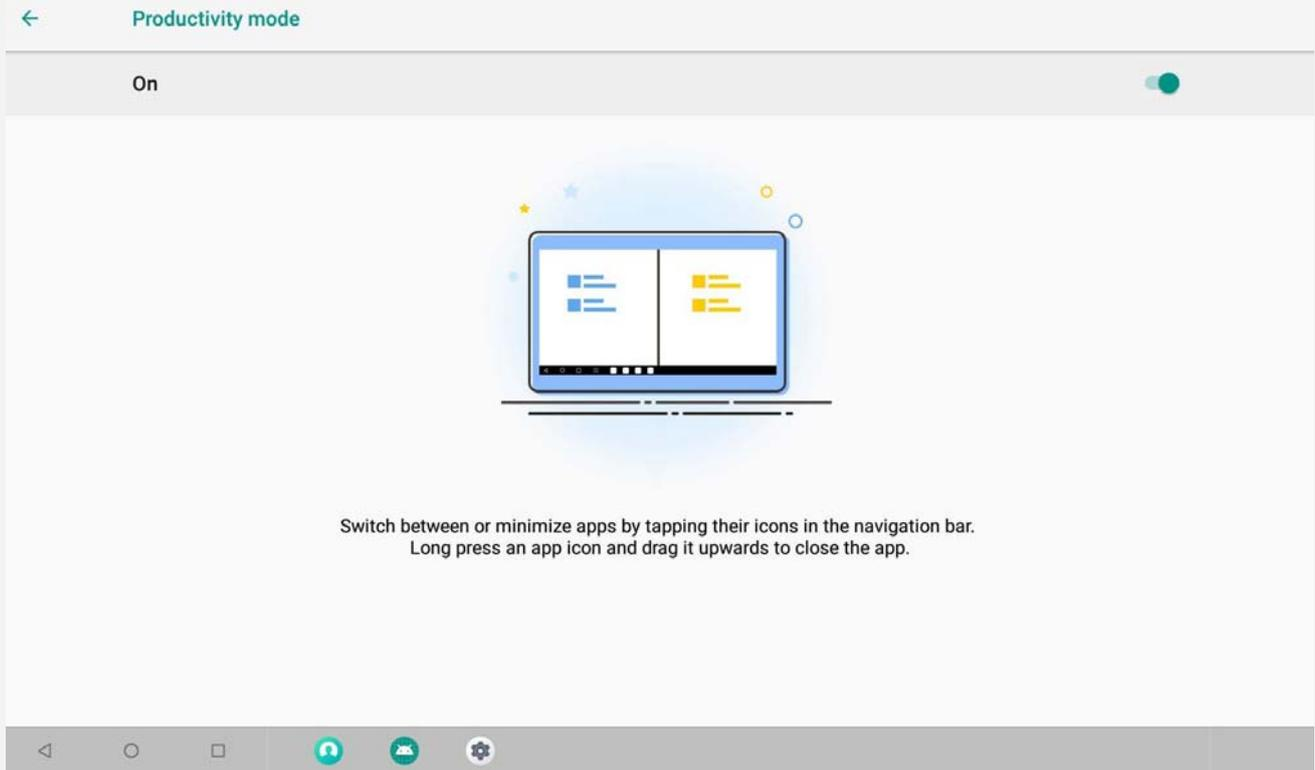 Productivity mode
On
Switch between or minimize apps by tapping their icons in the navigation bar.
Long press an app icon and drag it upwards to close the app.